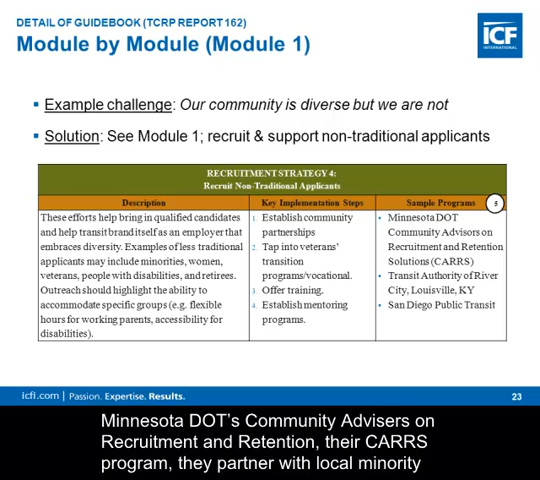 DETAIL OF GUIDEBOOK (TCRP REPORT 162)
Module by Module (Module 1)
ICF
INTERNATIONAL
▪ Example challenge: Our community is diverse but we are not
▪ Solution: See Module 1; recruit & support non-traditional applicants
RECRUITMENT STRATEGY 4:
Recruit Non-Traditional Applicants
Description
Key Implementation Steps
Sample Programs
5
These efforts help bring in qualified candidates
and help transit brand itself as an employer that
embraces diversity. Examples of less traditional
applicants may include minorities, women,
veterans, people with disabilities, and retirees.
Outreach should highlight the ability to
accommodate specific groups (e.g. flexible
hours for working parents, accessibility for
disabilities).
1. Establish community
partnerships
2. Tap into veterans'
transition
programs/vocational.
3. Offer training.
4. Establish mentoring
programs.
• Minnesota DOT
Community Advisors on
Recruitment and Retention
Solutions (CARRS)
• Transit Authority of River
City, Louisville, KY
• San Diego Public Transit
icfi.com | Passion. Expertise. Results.
23
Minnesota DOT's Community Advisers on
Recruitment and Retention, their CARRS
program, they partner with local minority